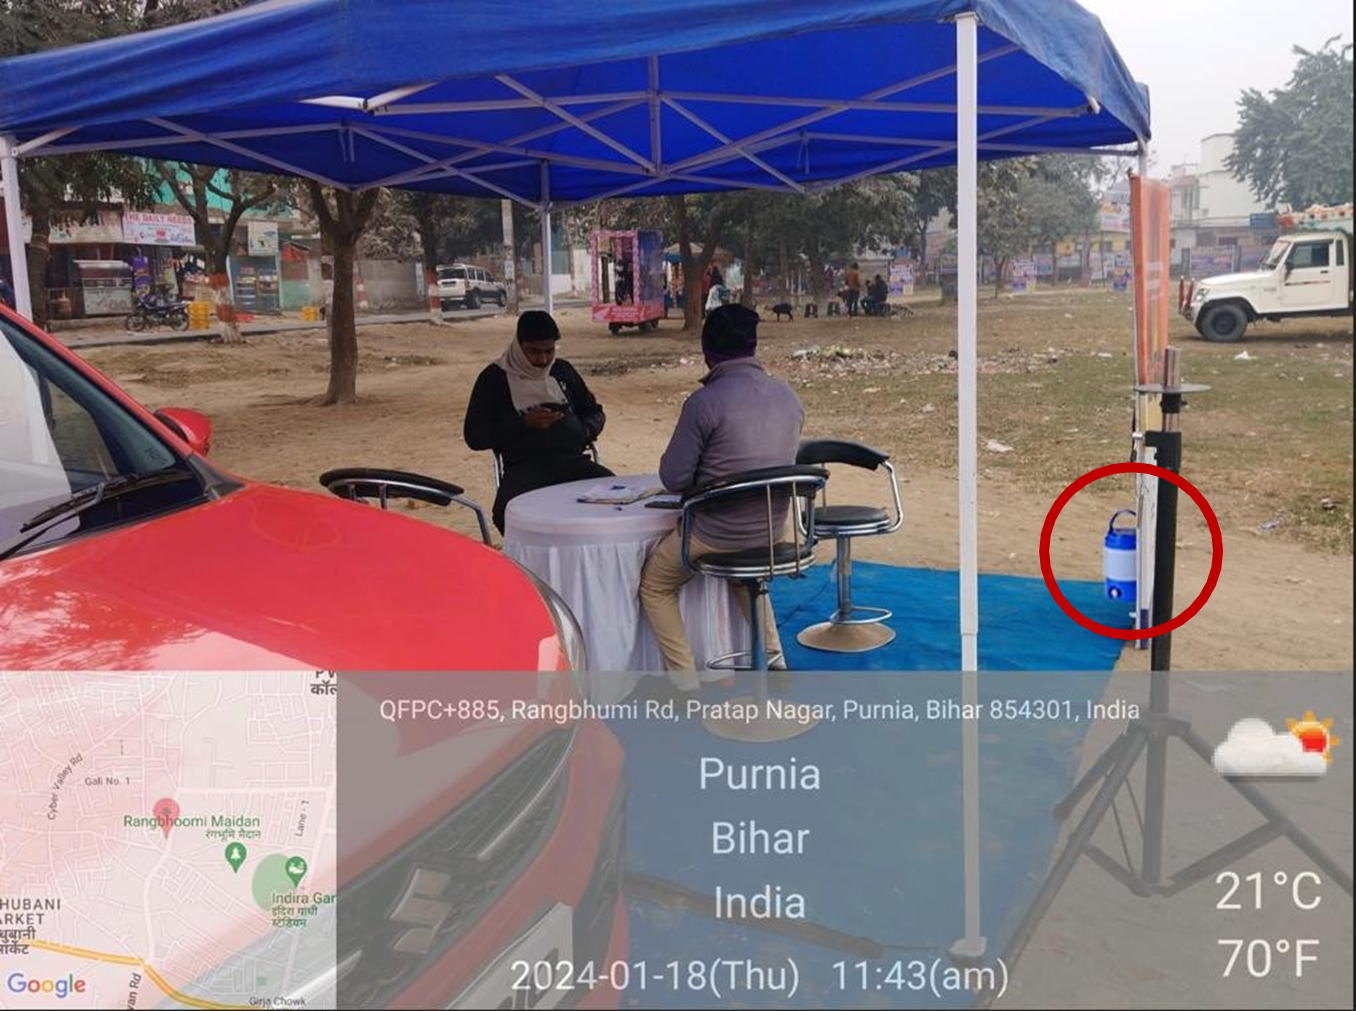 THE DAILY NEEDS
QFPC+885, Rangbhumi Rd, Pratap Nagar, Purnia, Bihar 854301, India
Purnia
Bihar
India
2024-01-18(Thu) 11:43(am)
21°C
70°F
कॉल
Cyber Valley Rd
Gali No. 1
Lane - 1
Rangbhoomi Maidan
रंगभूमि मैदान
Indira Gar
इंदिरा गांधी
स्टेडियम
HUBANI
ARKET
धुबानी
मार्केट
van Rd
Girja Chowk
Google